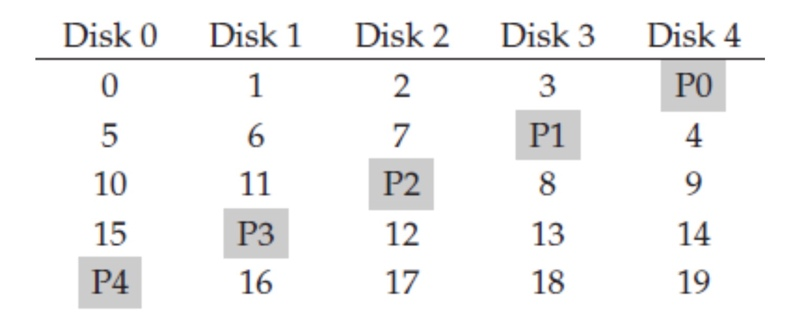 Disk 0 Disk 1 Disk 2 Disk 3 Disk 4
0 1 2 3 P0
5 6 7 P1 4
10 11 P2 8 9
15 P3 12 13 14
P4 16 17 18 19